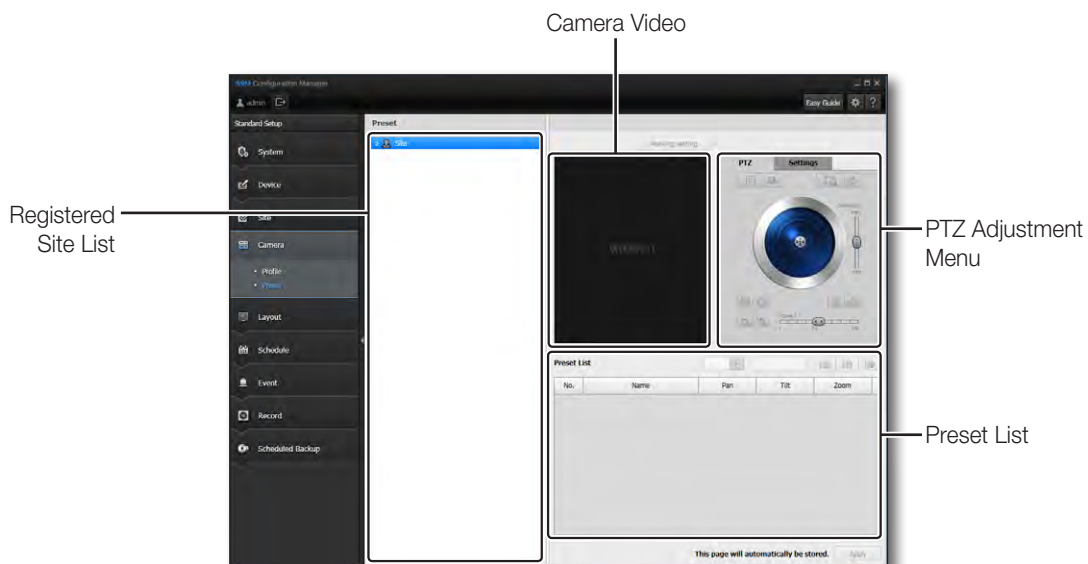 Camera Video
SSM Configuration Manager
admin
Easy Guide
?
Standard Setup
Preset
System
Site
PTZ
Settings
Device
Registered
Site List
Site
PTZ Adjustment
Menu
Camera
• Profile
• Preset
Layout
Schedule
Preset List
No.
Name
Pan
Tilt
Zoom
Event
Record
Preset List
Scheduled Backup
This page will automatically be stored.
Apply